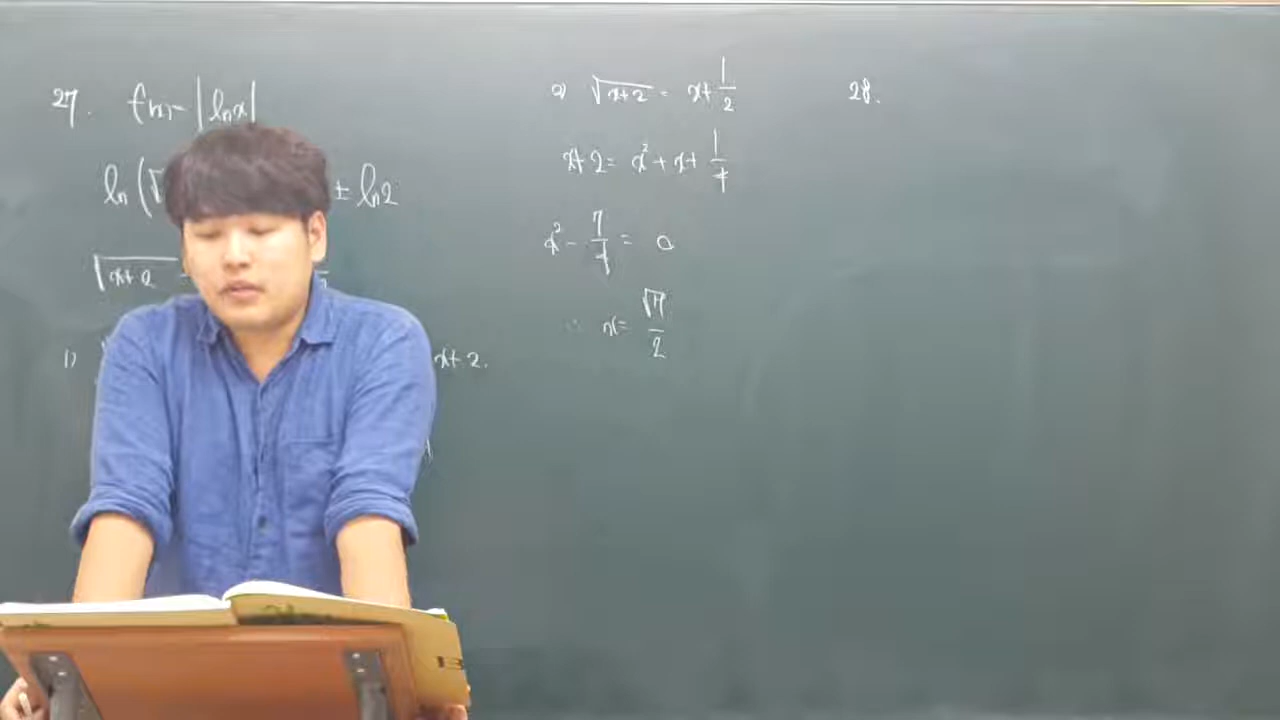 27. f(x)=|ln x|
ln(√ ± ln2
√x+2
1) x+2.
2) √x+2 = x+1/2
x+2 = x²+x+1/4
x² - 7/4 = 0
∴ x = √7/2
28.